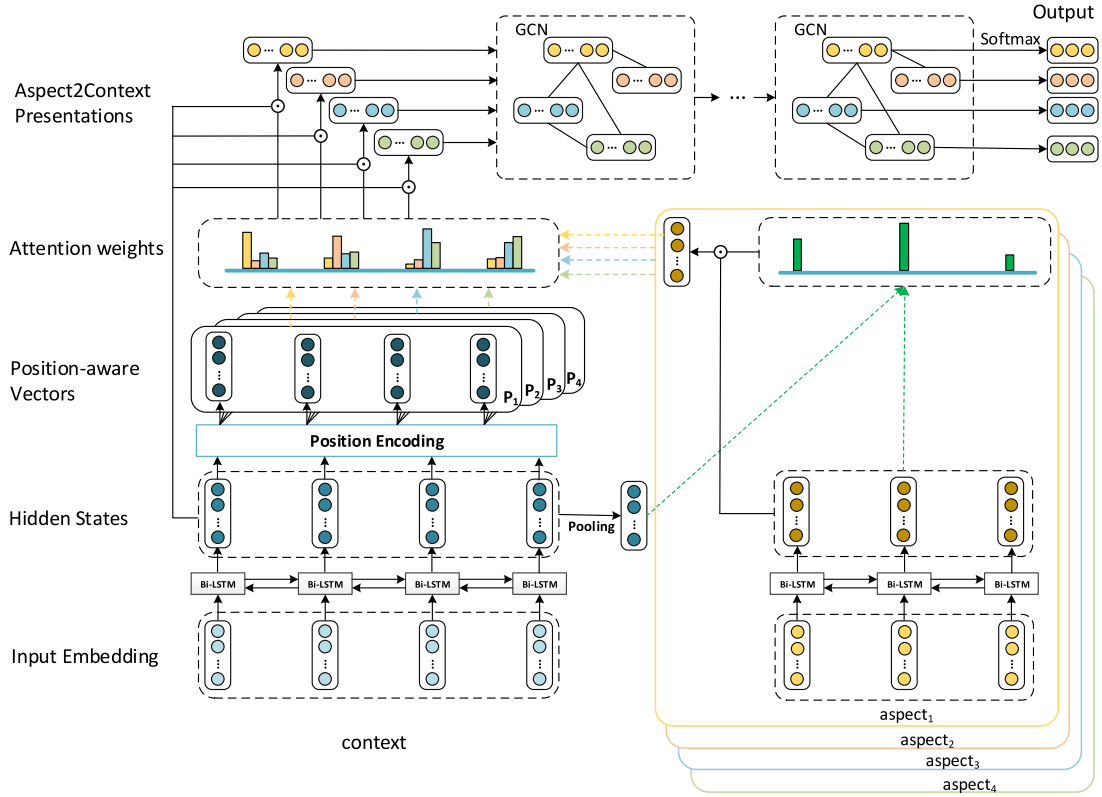 Output
GCN
GCN
Softmax
Aspect2Context
Presentations
Attention weights
Position-aware
Vectors
P1
P2
P3
P4
Position Encoding
Hidden States
Pooling
Bi-LSTM
Bi-LSTM
Bi-LSTM
Bi-LSTM
Bi-LSTM
Bi-LSTM
Bi-LSTM
Input Embedding
context
aspect1
aspect2
aspect3
aspect4